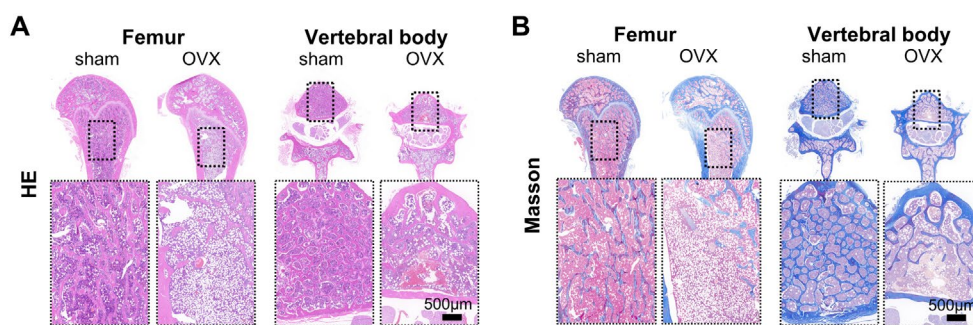 A
Femur
Vertebral body
sham
OVX
sham
OVX
HE
500μm
B
Femur
Vertebral body
sham
OVX
sham
OVX
Masson
500μm